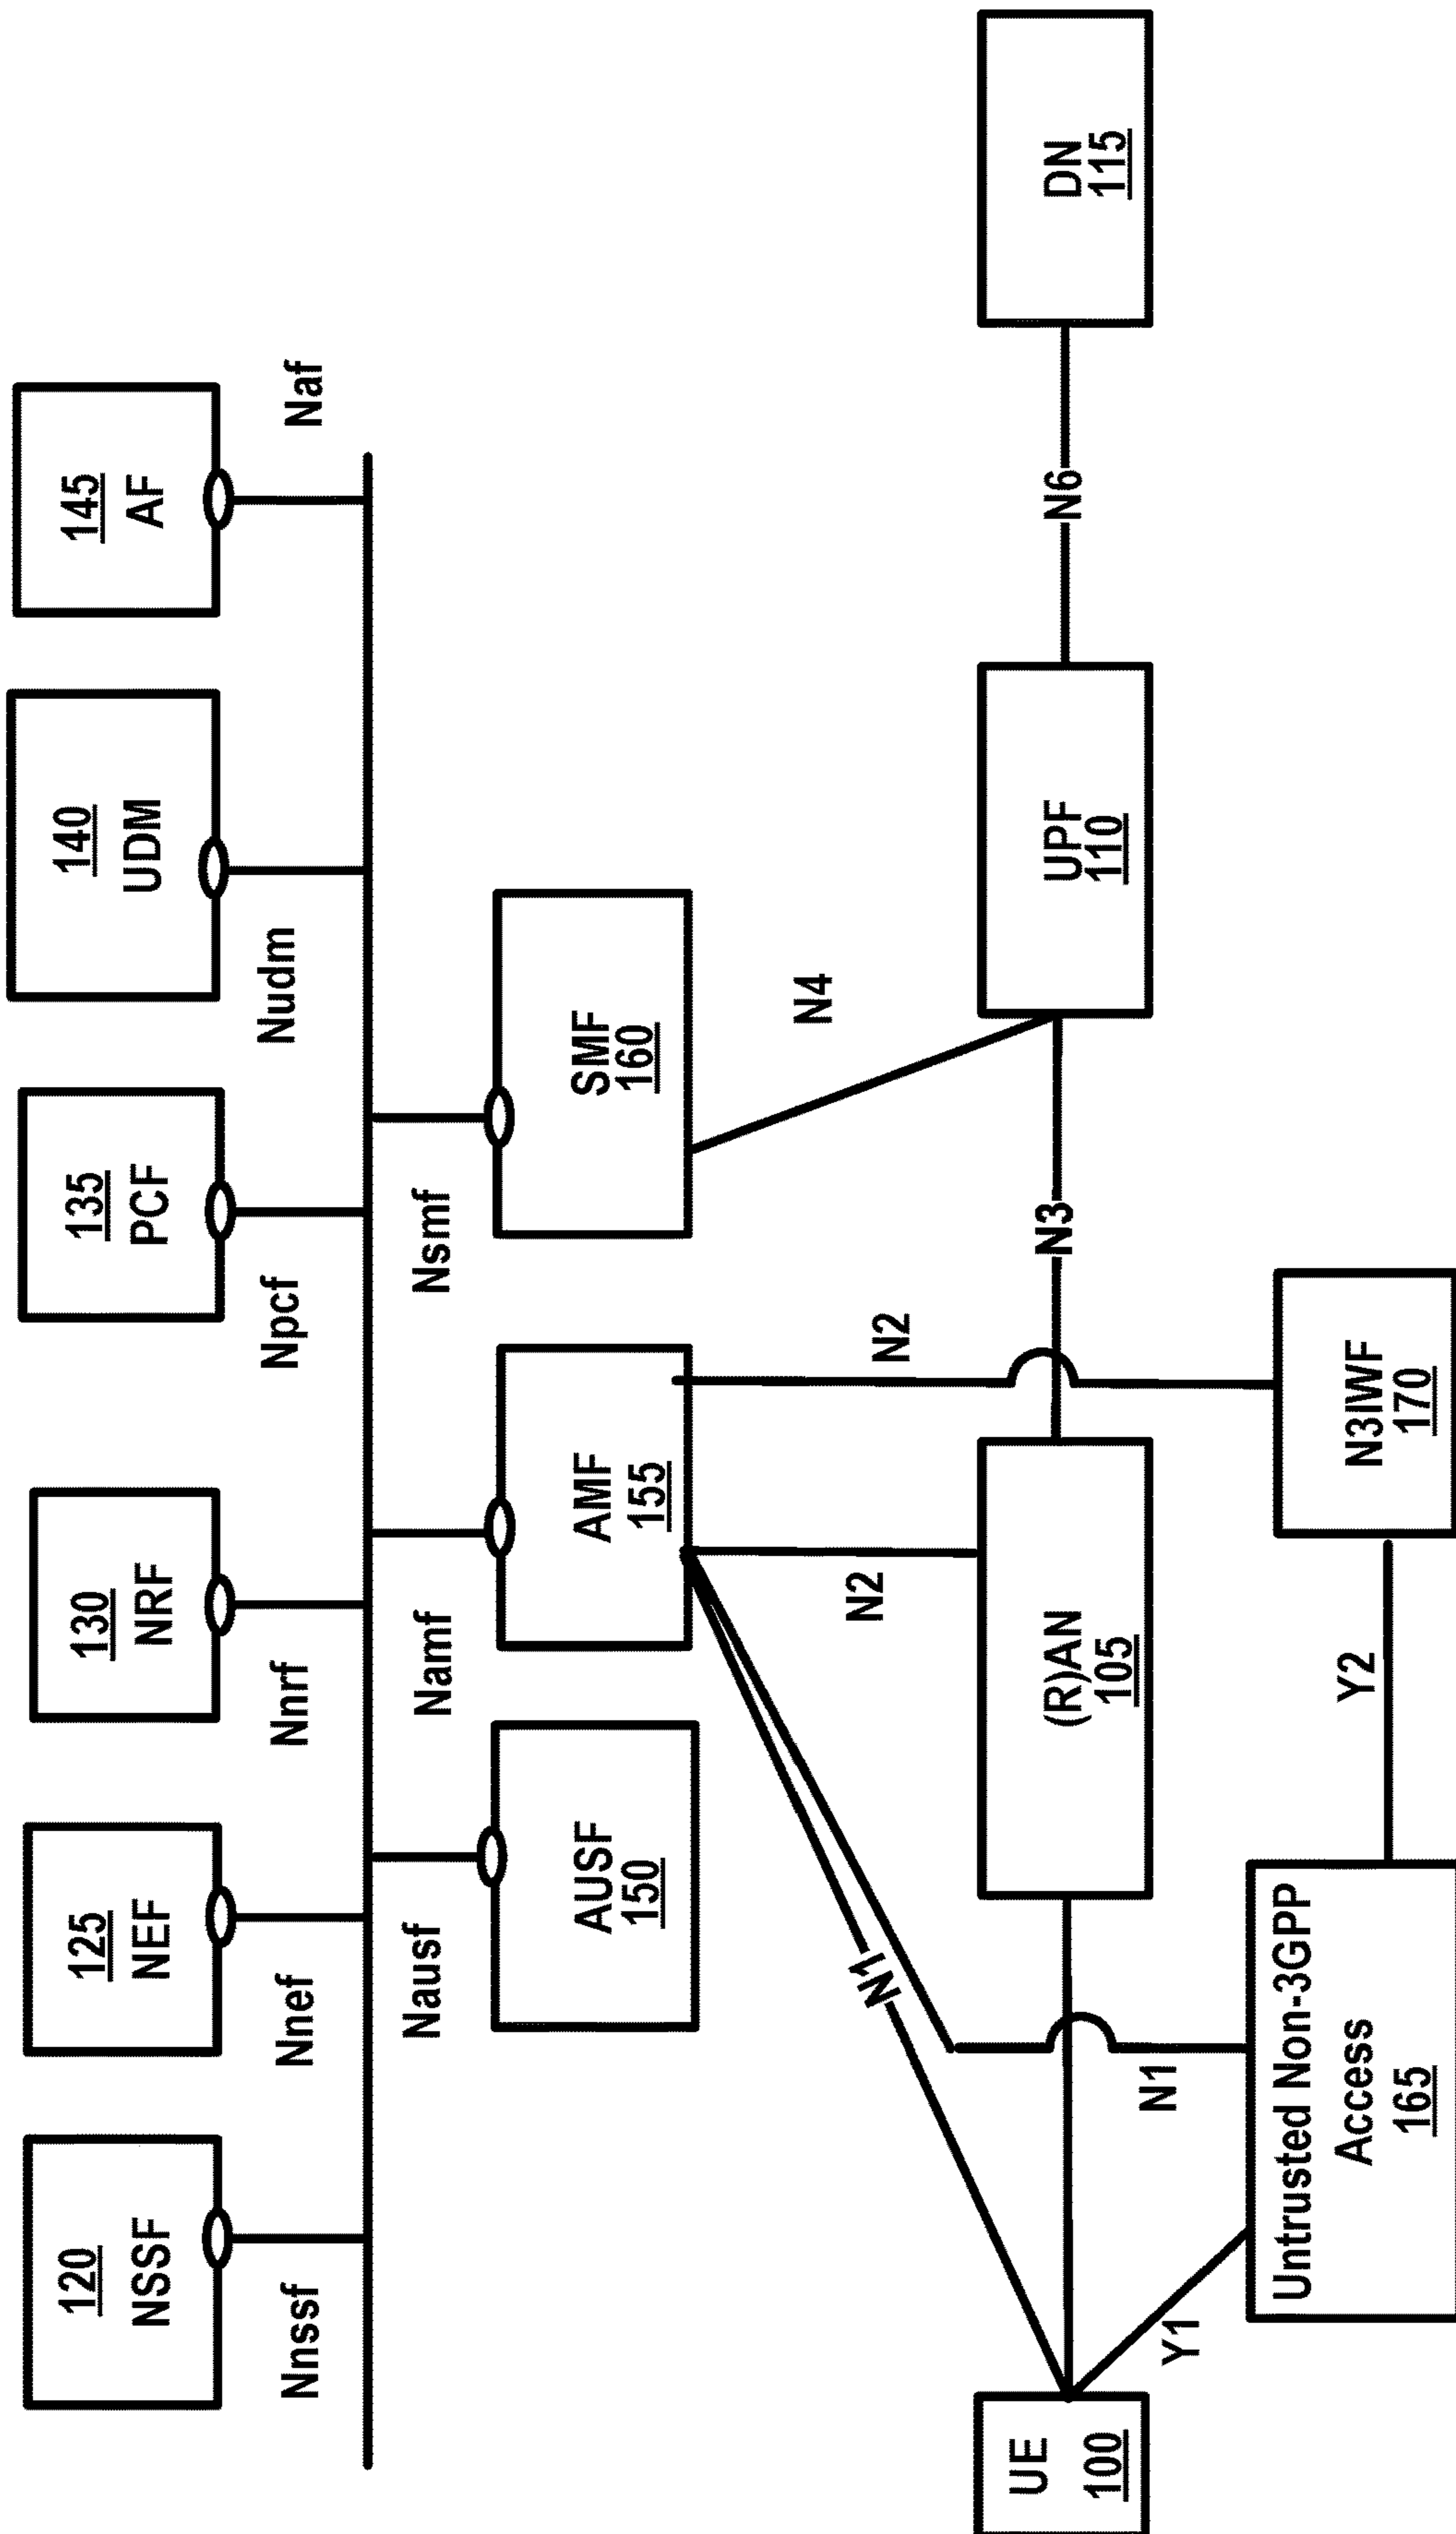 120
NSSF
125
NEF
130
NRF
135
PCF
140
UDM
145
AF
Nnssf
Nnef
Nnrf
Npcf
Nudm
Naf
Nausf
Namf
Nsmf
AUSF
150
AMF
155
SMF
160
N1
N2
N2
N4
UE
100
(R)AN
105
N3
UPF
110
N6
DN
115
N1
Y1
Untrusted Non-3GPP
Access
165
Y2
N3IWF
170